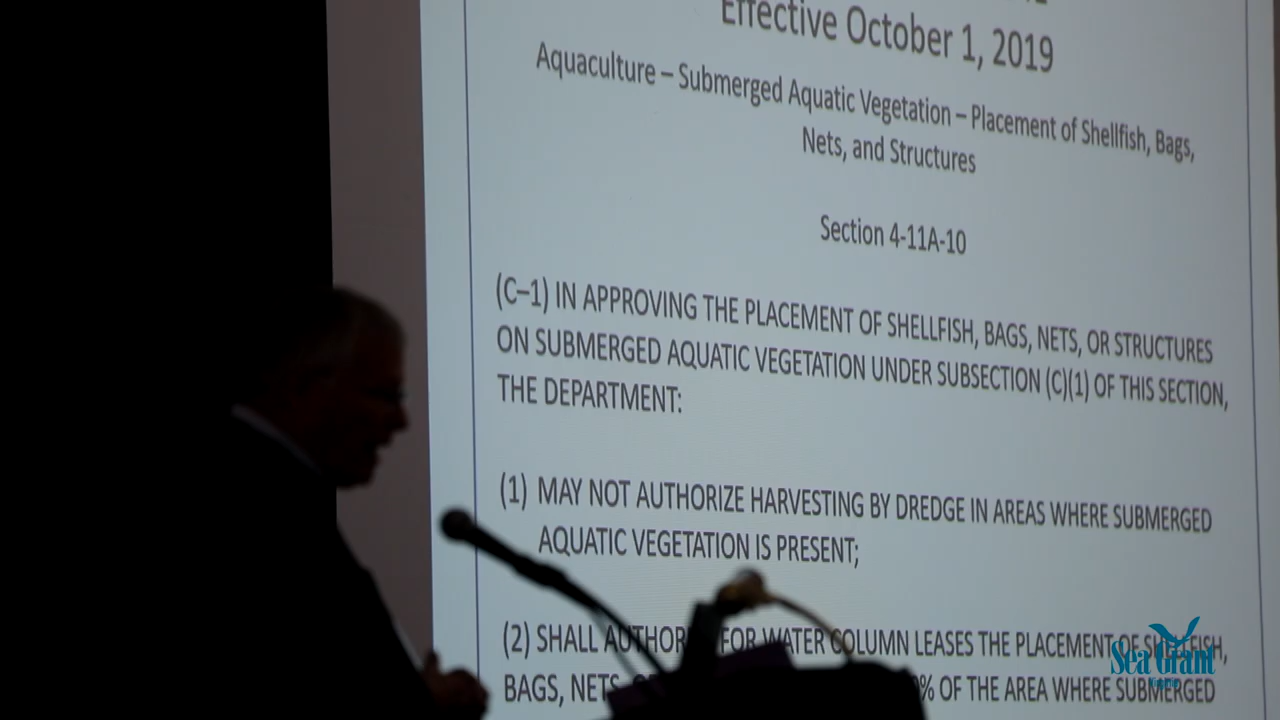 Effective October 1, 2019
Aquaculture – Submerged Aquatic Vegetation – Placement of Shellfish, Bags,
Nets, and Structures
Section 4-11A-10
(C–1) IN APPROVING THE PLACEMENT OF SHELLFISH, BAGS, NETS, OR STRUCTURES
ON SUBMERGED AQUATIC VEGETATION UNDER SUBSECTION (C)(1) OF THIS SECTION,
THE DEPARTMENT:
(1) MAY NOT AUTHORIZE HARVESTING BY DREDGE IN AREAS WHERE SUBMERGED
AQUATIC VEGETATION IS PRESENT;
(2) SHALL FOR WATER COLUMN LEASES THE PLACEMENT OF SHELLFISH,
BAGS, NETS, % OF THE AREA WHERE SUBMERGED
Sea Grant